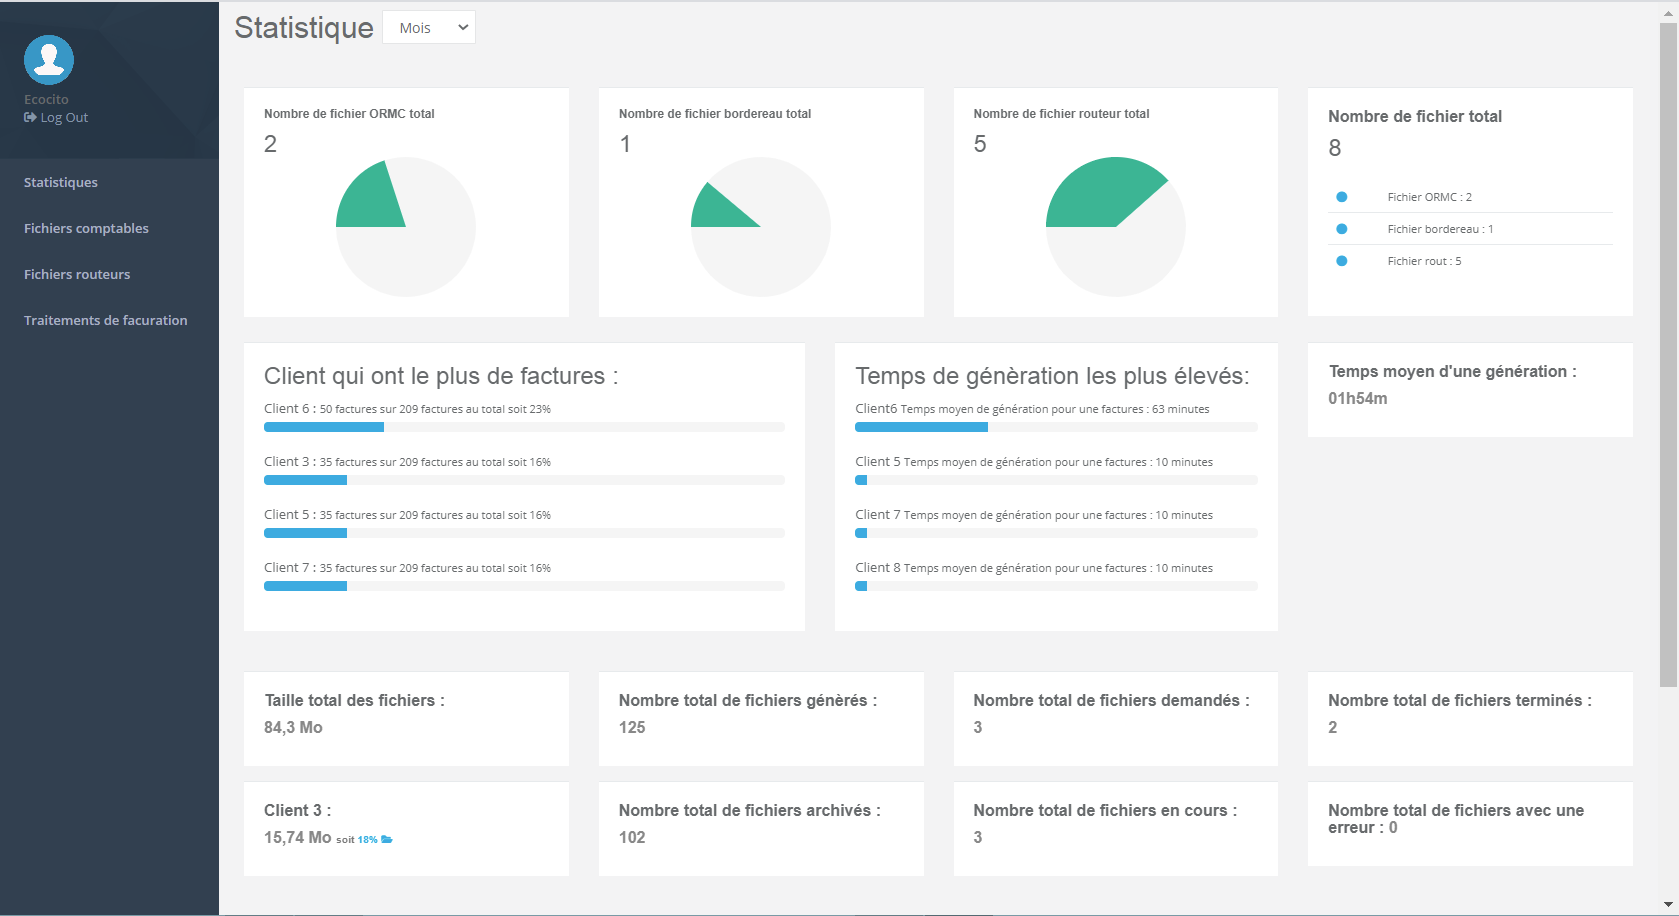 Statistique
Mois
Ecocito
Log Out
Statistiques
Fichiers comptables
Fichiers routeurs
Traitements de facuration
Nombre de fichier ORMC total
2
Nombre de fichier bordereau total
1
Nombre de fichier routeur total
5
Nombre de fichier total
8
Fichier ORMC : 2
Fichier bordereau : 1
Fichier rout : 5
Client qui ont le plus de factures :
Client 6 : 50 factures sur 209 factures au total soit 23%
Client 3 : 35 factures sur 209 factures au total soit 16%
Client 5 : 35 factures sur 209 factures au total soit 16%
Client 7 : 35 factures sur 209 factures au total soit 16%
Temps de génèration les plus élevés:
Client6 Temps moyen de génération pour une factures : 63 minutes
Client 5 Temps moyen de génération pour une factures : 10 minutes
Client 7 Temps moyen de génération pour une factures : 10 minutes
Client 8 Temps moyen de génération pour une factures : 10 minutes
Temps moyen d'une génération :
01h54m
Taille total des fichiers :
84,3 Mo
Nombre total de fichiers génèrés :
125
Nombre total de fichiers demandés :
3
Nombre total de fichiers terminés :
2
Client 3 :
15,74 Mo soit 18%
Nombre total de fichiers archivés :
102
Nombre total de fichiers en cours :
3
Nombre total de fichiers avec une
erreur : 0